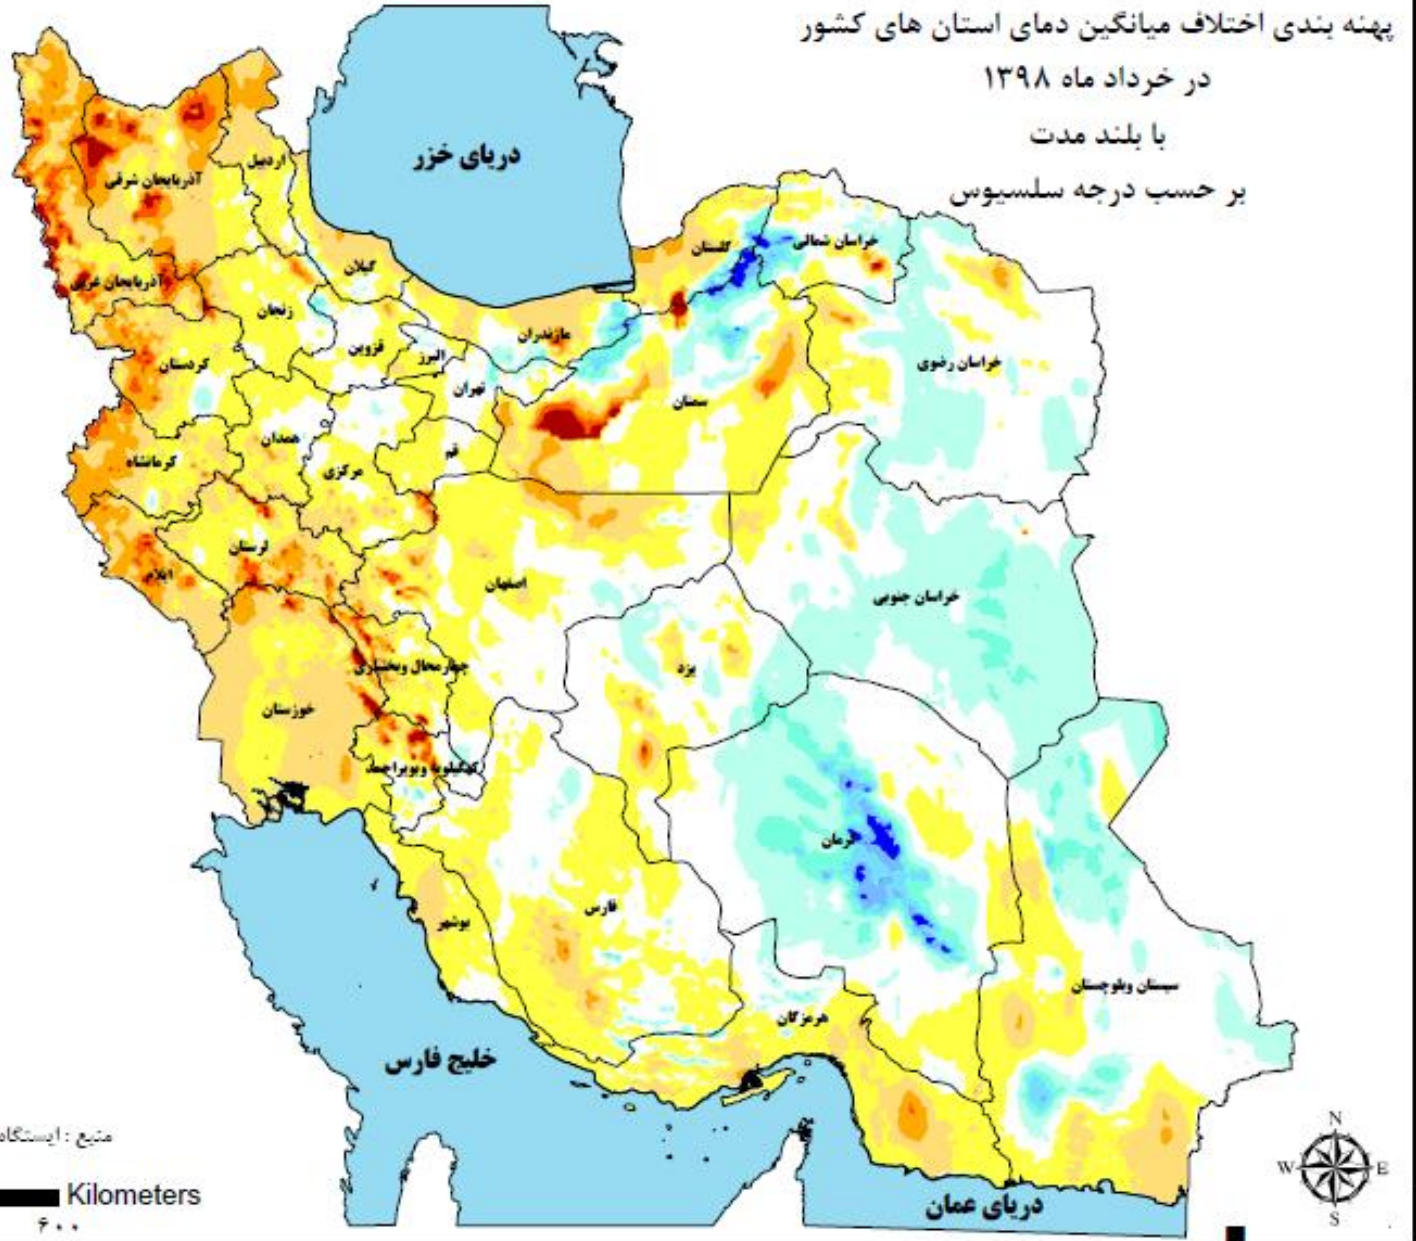 پهنه بندی اختلاف میانگین دمای استان های کشور
در خرداد ماه ۱۳۹۸
با بلند مدت
بر حسب درجه سلسیوس
دریای خزر
اردبیل
آذربایجان شرقی
خراسان شمالی
گلستان
گیلان
آذربایجان غربی
زنجان
مازندران
قزوین
البرز
خراسان رضوی
کردستان
تهران
سمنان
همدان
قم
کرمانشاه
مرکزی
لرستان
ایلام
اصفهان
خراسان جنوبی
چهارمحال وبختیاری
یزد
خوزستان
کهگیلویه وبویراحمد
کرمان
فارس
بوشهر
سیستان وبلوچستان
هرمزگان
خلیج فارس
منبع : ایستگاه
N
W E
S
Kilometers
۶۰۰
دریای عمان